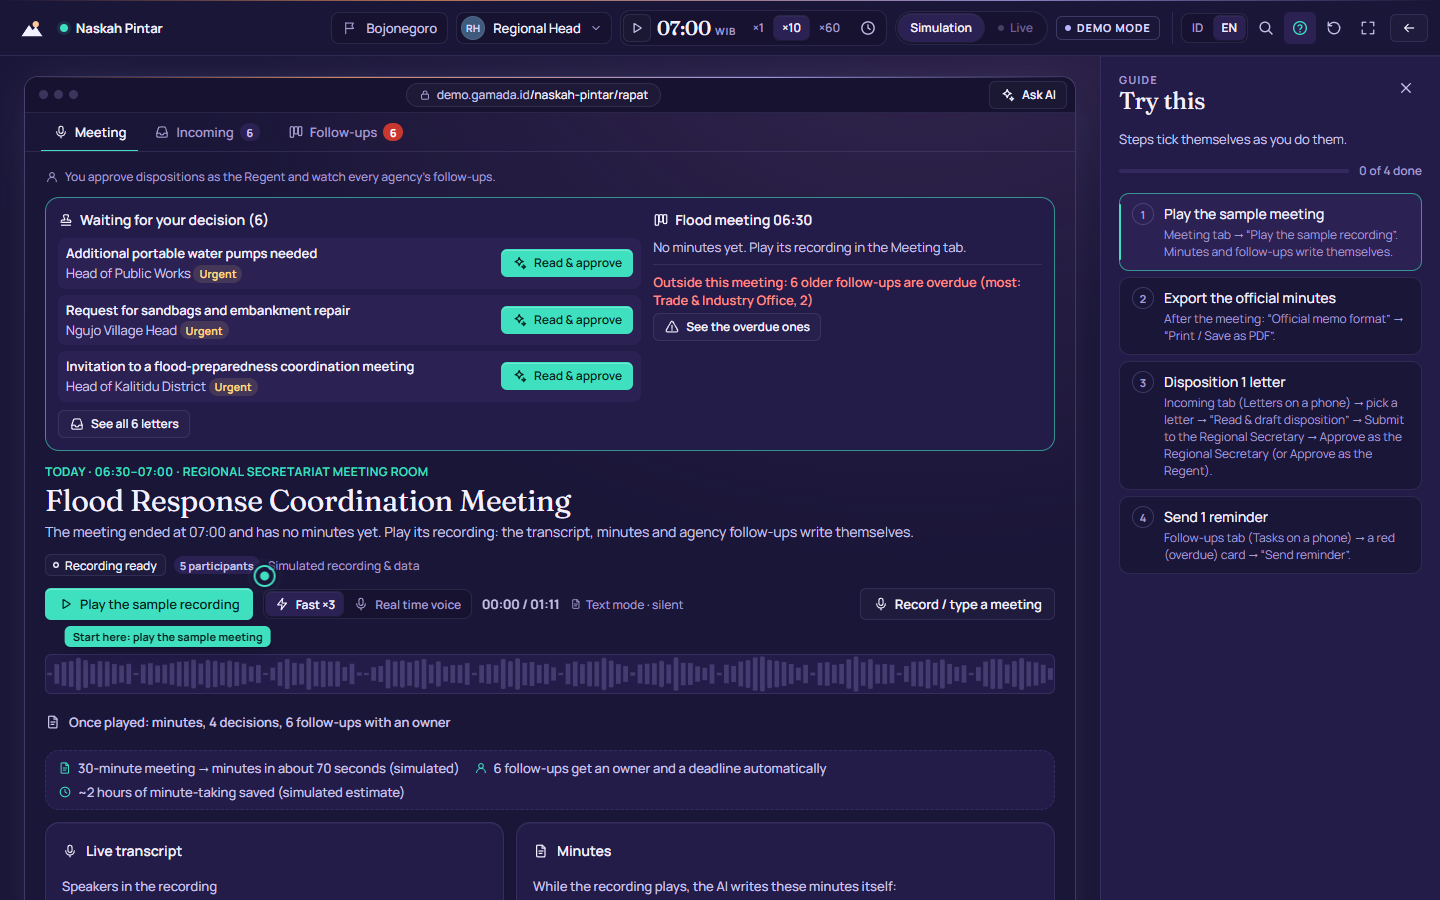 Naskah Pintar
Bojonegoro
RH Regional Head
07:00 WIB
×1 ×10 ×60
Simulation
Live
DEMO MODE
ID EN
demo.gamada.id/naskah-pintar/rapat
Ask AI
Meeting
Incoming 6
Follow-ups 6
You approve dispositions as the Regent and watch every agency's follow-ups.
Waiting for your decision (6)
Additional portable water pumps needed
Head of Public Works Urgent
Read & approve
Request for sandbags and embankment repair
Ngujo Village Head Urgent
Read & approve
Invitation to a flood-preparedness coordination meeting
Head of Kalitidu District Urgent
Read & approve
See all 6 letters
Flood meeting 06:30
No minutes yet. Play its recording in the Meeting tab.
Outside this meeting: 6 older follow-ups are overdue (most:
Trade & Industry Office, 2)
See the overdue ones
TODAY · 06:30–07:00 · REGIONAL SECRETARIAT MEETING ROOM
Flood Response Coordination Meeting
The meeting ended at 07:00 and has no minutes yet. Play its recording: the transcript, minutes and agency follow-ups write themselves.
Recording ready
5 participants
Simulated recording & data
Play the sample recording
Fast ×3
Real time voice
00:00 / 01:11
Text mode · silent
Record / type a meeting
Start here: play the sample meeting
Once played: minutes, 4 decisions, 6 follow-ups with an owner
30-minute meeting → minutes in about 70 seconds (simulated)
6 follow-ups get an owner and a deadline automatically
~2 hours of minute-taking saved (simulated estimate)
Live transcript
Speakers in the recording
Minutes
While the recording plays, the AI writes these minutes itself:
GUIDE
Try this
Steps tick themselves as you do them.
0 of 4 done
1 Play the sample meeting
Meeting tab → “Play the sample recording”.
Minutes and follow-ups write themselves.
2 Export the official minutes
After the meeting: “Official memo format” →
“Print / Save as PDF”.
3 Disposition 1 letter
Incoming tab (Letters on a phone) → pick a
letter → “Read & draft disposition” → Submit
to the Regional Secretary → Approve as the
Regional Secretary (or Approve as the
Regent).
4 Send 1 reminder
Follow-ups tab (Tasks on a phone) → a red
(overdue) card → “Send reminder”.